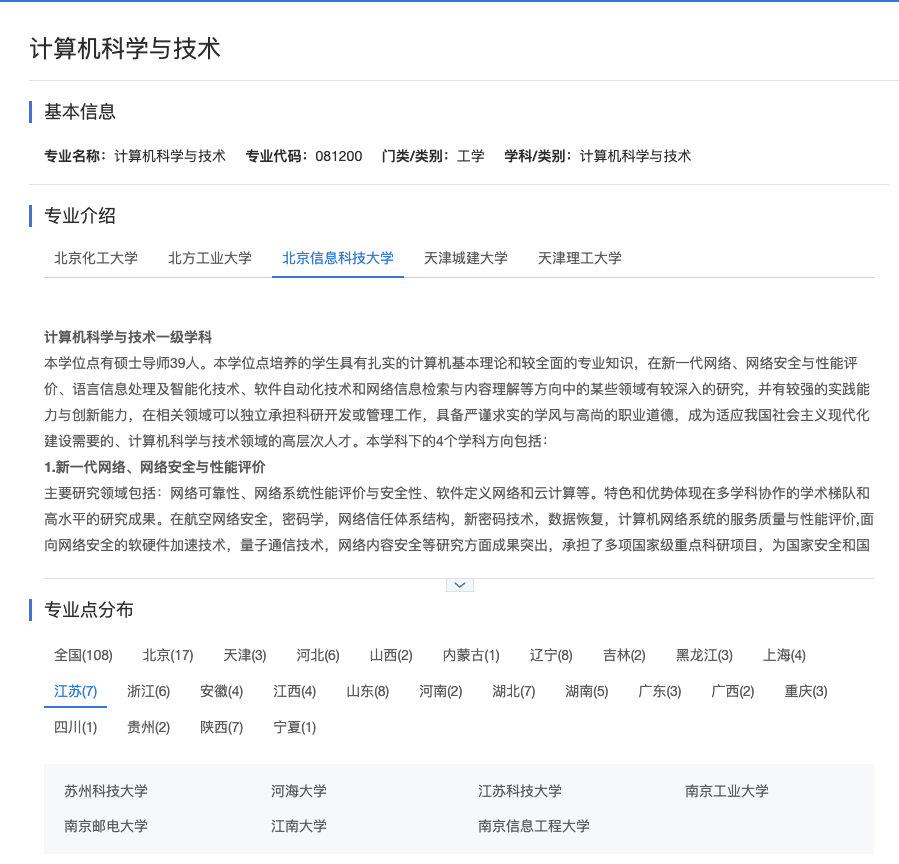 计算机科学与技术
基本信息
专业名称：计算机科学与技术 专业代码：081200 门类/类别：工学 学科/类别：计算机科学与技术
专业介绍
北京化工大学 北方工业大学 北京信息科技大学 天津城建大学 天津理工大学
计算机科学与技术一级学科
本学位点有硕士导师39人。本学位点培养的学生具有扎实的计算机基本理论和较全面的专业知识，在新一代网络、网络安全与性能评
价、语言信息处理及智能化技术、软件自动化技术和网络信息检索与内容理解等方向中的某些领域有较深入的研究，并有较强的实践能
力与创新能力，在相关领域可以独立承担科研开发或管理工作，具备严谨求实的学风与高尚的职业道德，成为适应我国社会主义现代化
建设需要的、计算机科学与技术领域的高层次人才。本学科下的4个学科方向包括：
1.新一代网络、网络安全与性能评价
主要研究领域包括：网络可靠性、网络系统性能评价与安全性、软件定义网络和云计算等。特色和优势体现在多学科协作的学术梯队和
高水平的研究成果。在航空网络安全，密码学，网络信任体系结构，新密码技术，数据恢复，计算机网络系统的服务质量与性能评价,面
向网络安全的软硬件加速技术，量子通信技术，网络内容安全等研究方面成果突出，承担了多项国家级重点科研项目，为国家安全和国
专业点分布
全国(108) 北京(17) 天津(3) 河北(6) 山西(2) 内蒙古(1) 辽宁(8) 吉林(2) 黑龙江(3) 上海(4)
江苏(7) 浙江(6) 安徽(4) 江西(4) 山东(8) 河南(2) 湖北(7) 湖南(5) 广东(3) 广西(2) 重庆(3)
四川(1) 贵州(2) 陕西(7) 宁夏(1)
苏州科技大学 河海大学 江苏科技大学 南京工业大学
南京邮电大学 江南大学 南京信息工程大学